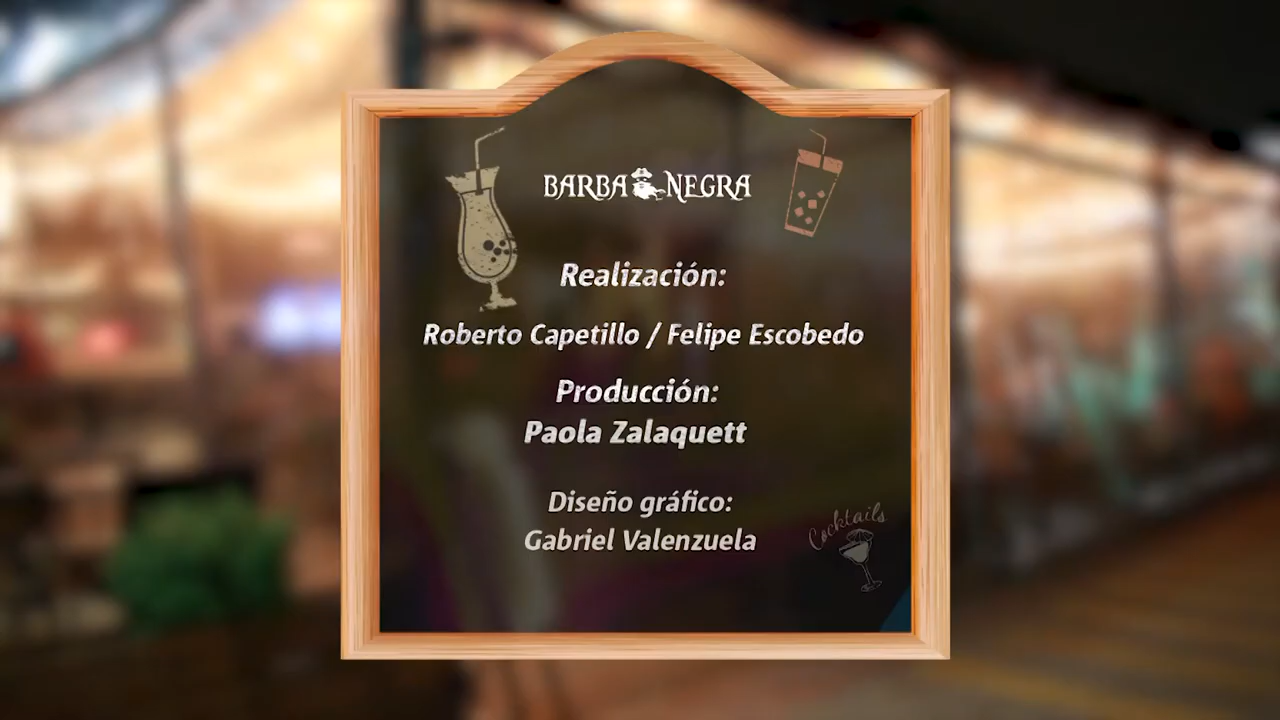 BARBA NEGRA
Realización:
Roberto Capetillo / Felipe Escobedo
Producción:
Paola Zalaquett
Diseño gráfico:
Gabriel Valenzuela
Cocktails